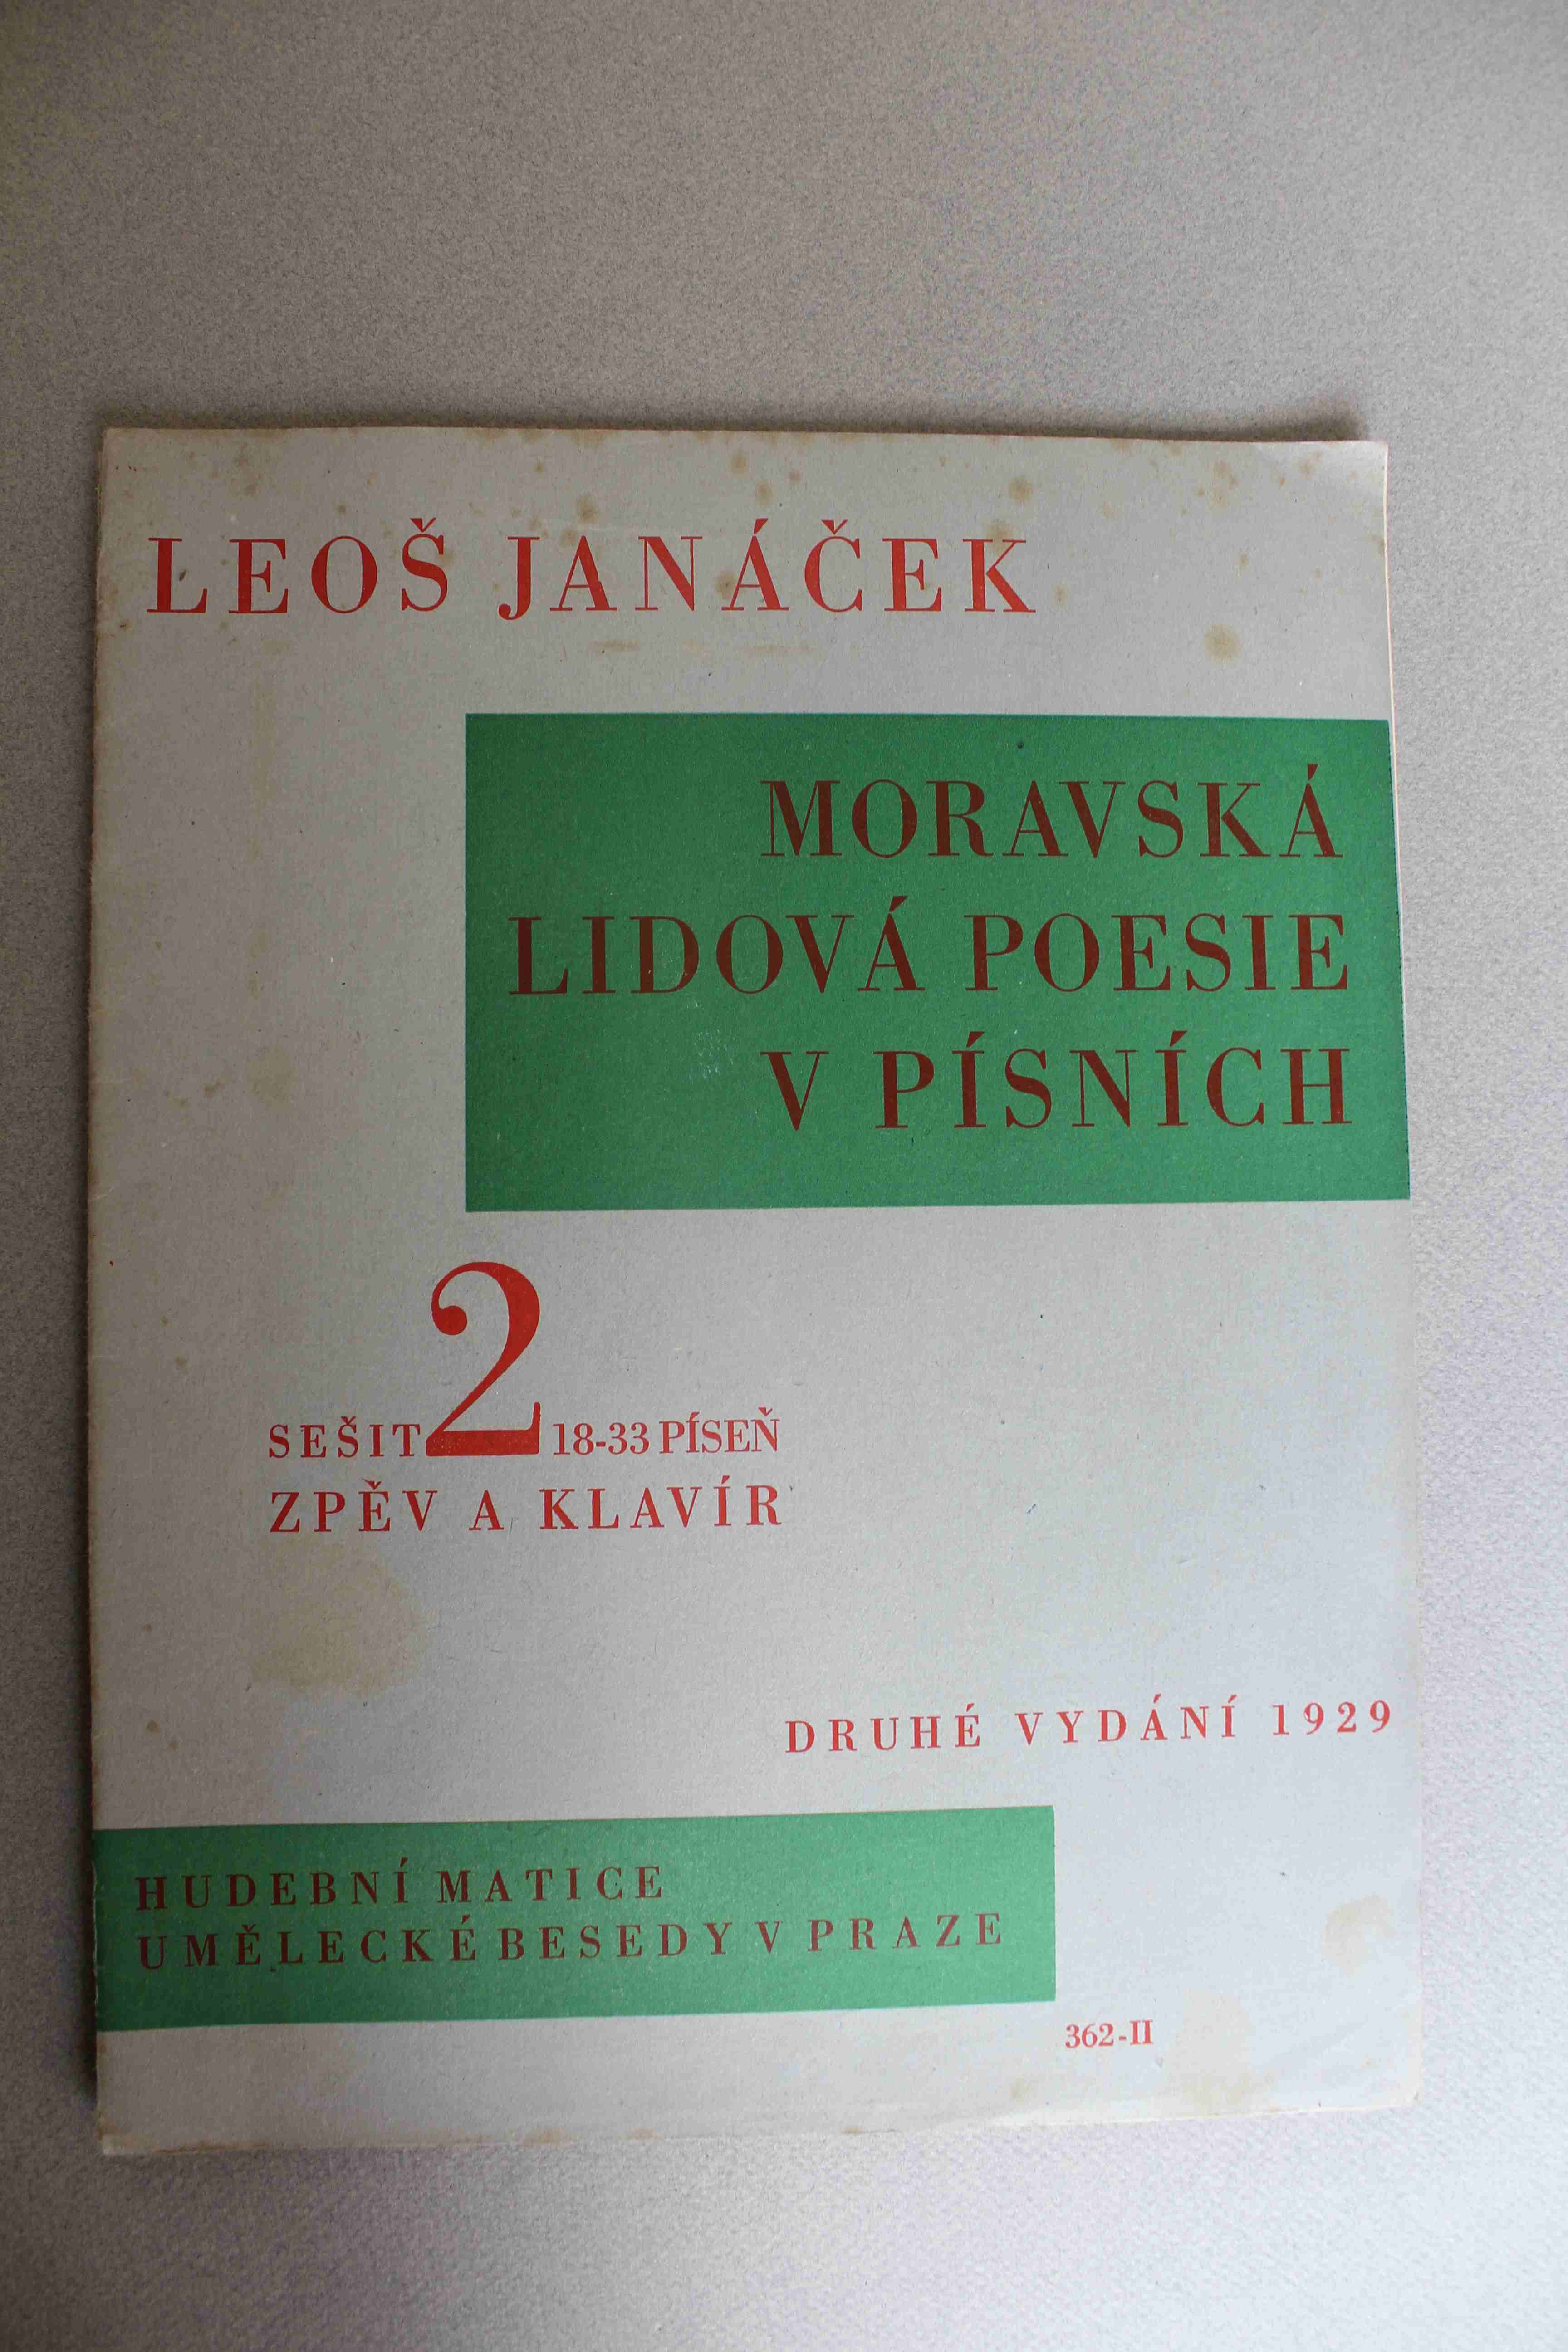 LEOŠ JANÁČEK
MORAVSKÁ
LIDOVÁ POESIE
V PÍSNÍCH
SEŠIT 2 18-33 PÍSEŇ
ZPĚV A KLAVÍR
DRUHÉ VYDÁNÍ 1929
HUDEBNÍ MATICE
UMĚLECKÉ BESEDY V PRAZE
362-II